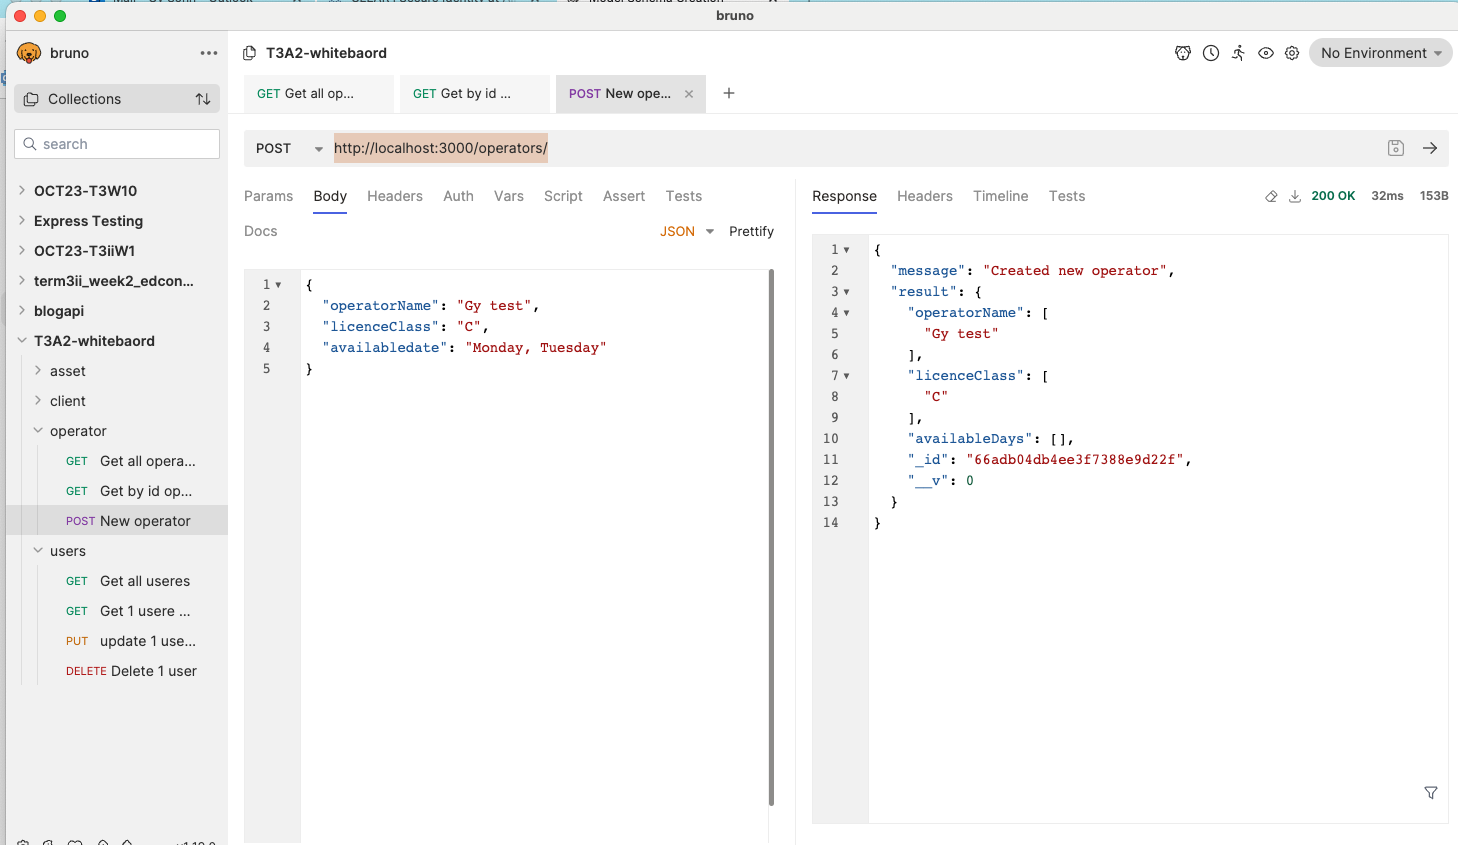 bruno
bruno
T3A2-whitebaord
No Environment
Collections
GET Get all op...
GET Get by id ...
POST New ope...
search
POST
http://localhost:3000/operators/
OCT23-T3W10
Express Testing
OCT23-T3iiW1
term3ii_week2_edcon...
blogapi
T3A2-whitebaord
asset
client
operator
GET Get all opera...
GET Get by id op...
POST New operator
users
GET Get all useres
GET Get 1 usere ...
PUT update 1 use...
DELETE Delete 1 user
Params Body Headers Auth Vars Script Assert Tests
Docs
JSON Prettify
1 {
2 "operatorName": "Gy test",
3 "licenceClass": "C",
4 "availabledate": "Monday, Tuesday"
5 }
Response Headers Timeline Tests
200 OK 32ms 153B
1 {
2 "message": "Created new operator",
3 "result": {
4 "operatorName": [
5 "Gy test"
6 ],
7 "licenceClass": [
8 "C"
9 ],
10 "availableDays": [],
11 "_id": "66adb04db4ee3f7388e9d22f",
12 "__v": 0
13 }
14 }